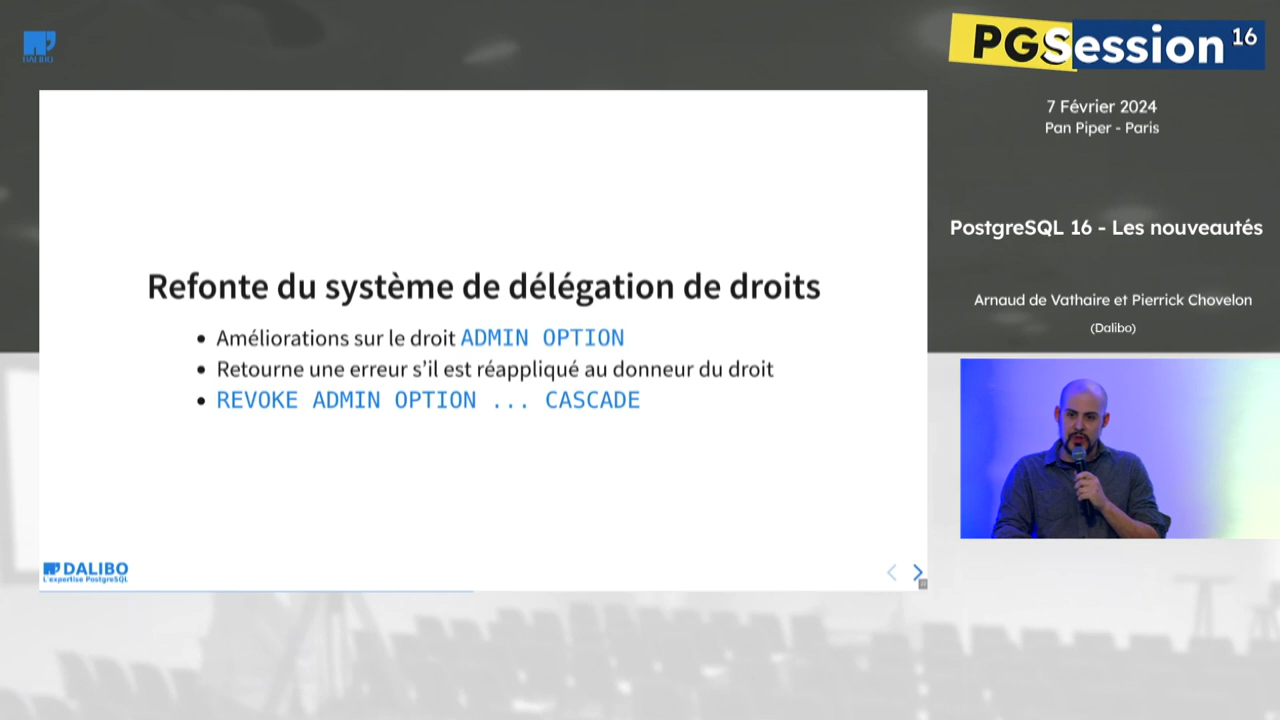 DALIBO
PGSession 16
7 Février 2024
Pan Piper - Paris
PostgreSQL 16 - Les nouveautés
Arnaud de Vathaire et Pierrick Chovelon
(Dalibo)
Refonte du système de délégation de droits
Améliorations sur le droit ADMIN OPTION
Retourne une erreur s’il est réappliqué au donneur du droit
REVOKE ADMIN OPTION ... CASCADE
DALIBO
L'expertise PostgreSQL